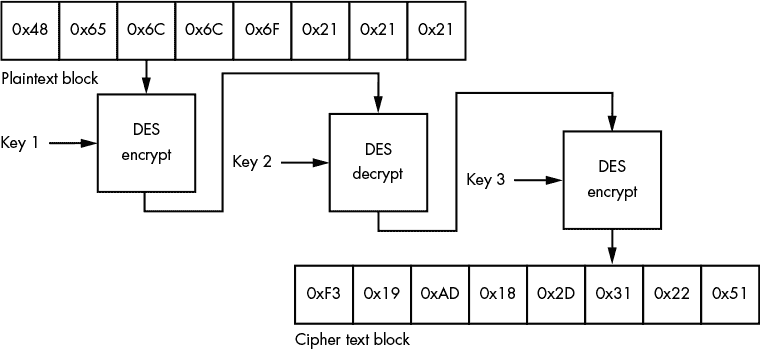 0x48 0x65 0x6C 0x6C 0x6F 0x21 0x21 0x21
Plaintext block
Key 1
DES
encrypt
Key 2
DES
decrypt
Key 3
DES
encrypt
0xF3 0x19 0xAD 0x18 0x2D 0x31 0x22 0x51
Cipher text block